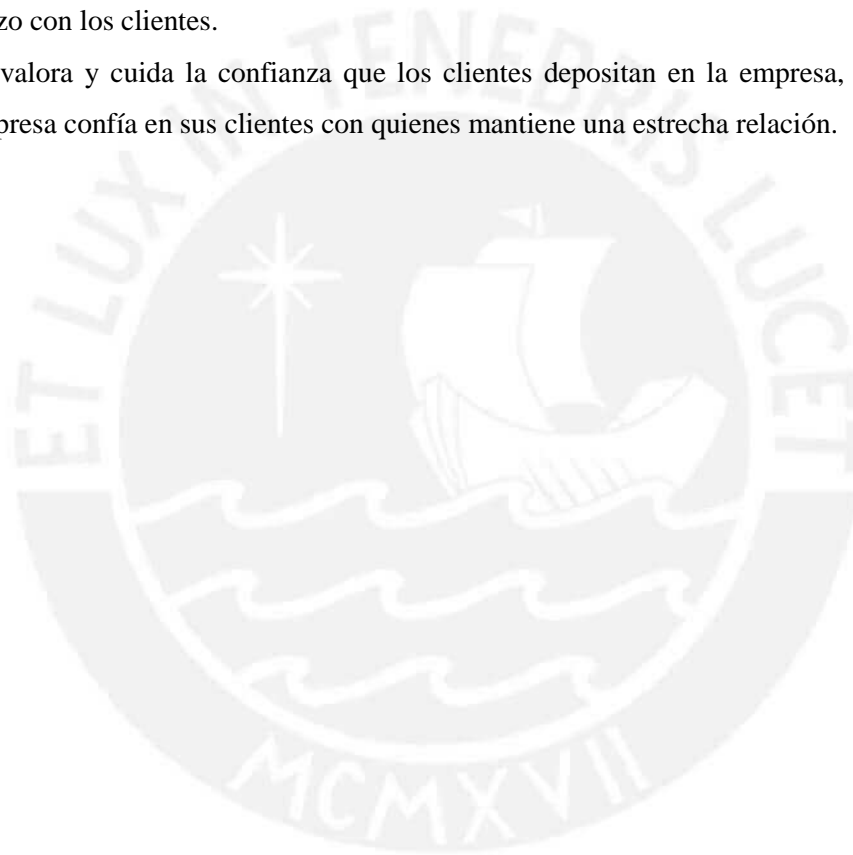 zo con los clientes.
valora y cuida la confianza que los clientes depositan en la empresa,
presa confía en sus clientes con quienes mantiene una estrecha relación.
ET LUX IN TENEBRIS LUCET
MCMXVII